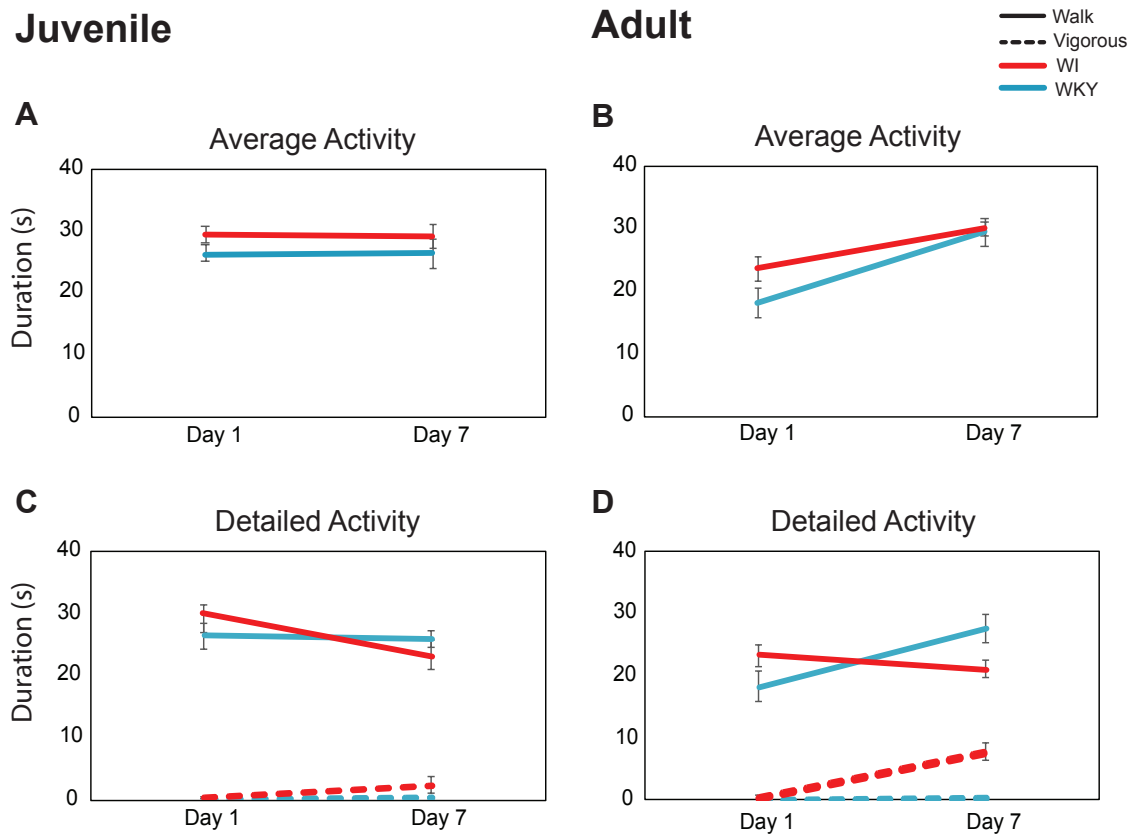 Juvenile
Adult
Walk
Vigorous
WI
WKY
A
Average Activity
Duration (s)
40
30
20
10
0
Day 1
Day 7
B
Average Activity
40
30
20
10
0
Day 1
Day 7
C
Detailed Activity
Duration (s)
40
30
20
10
0
Day 1
Day 7
D
Detailed Activity
40
30
20
10
0
Day 1
Day 7